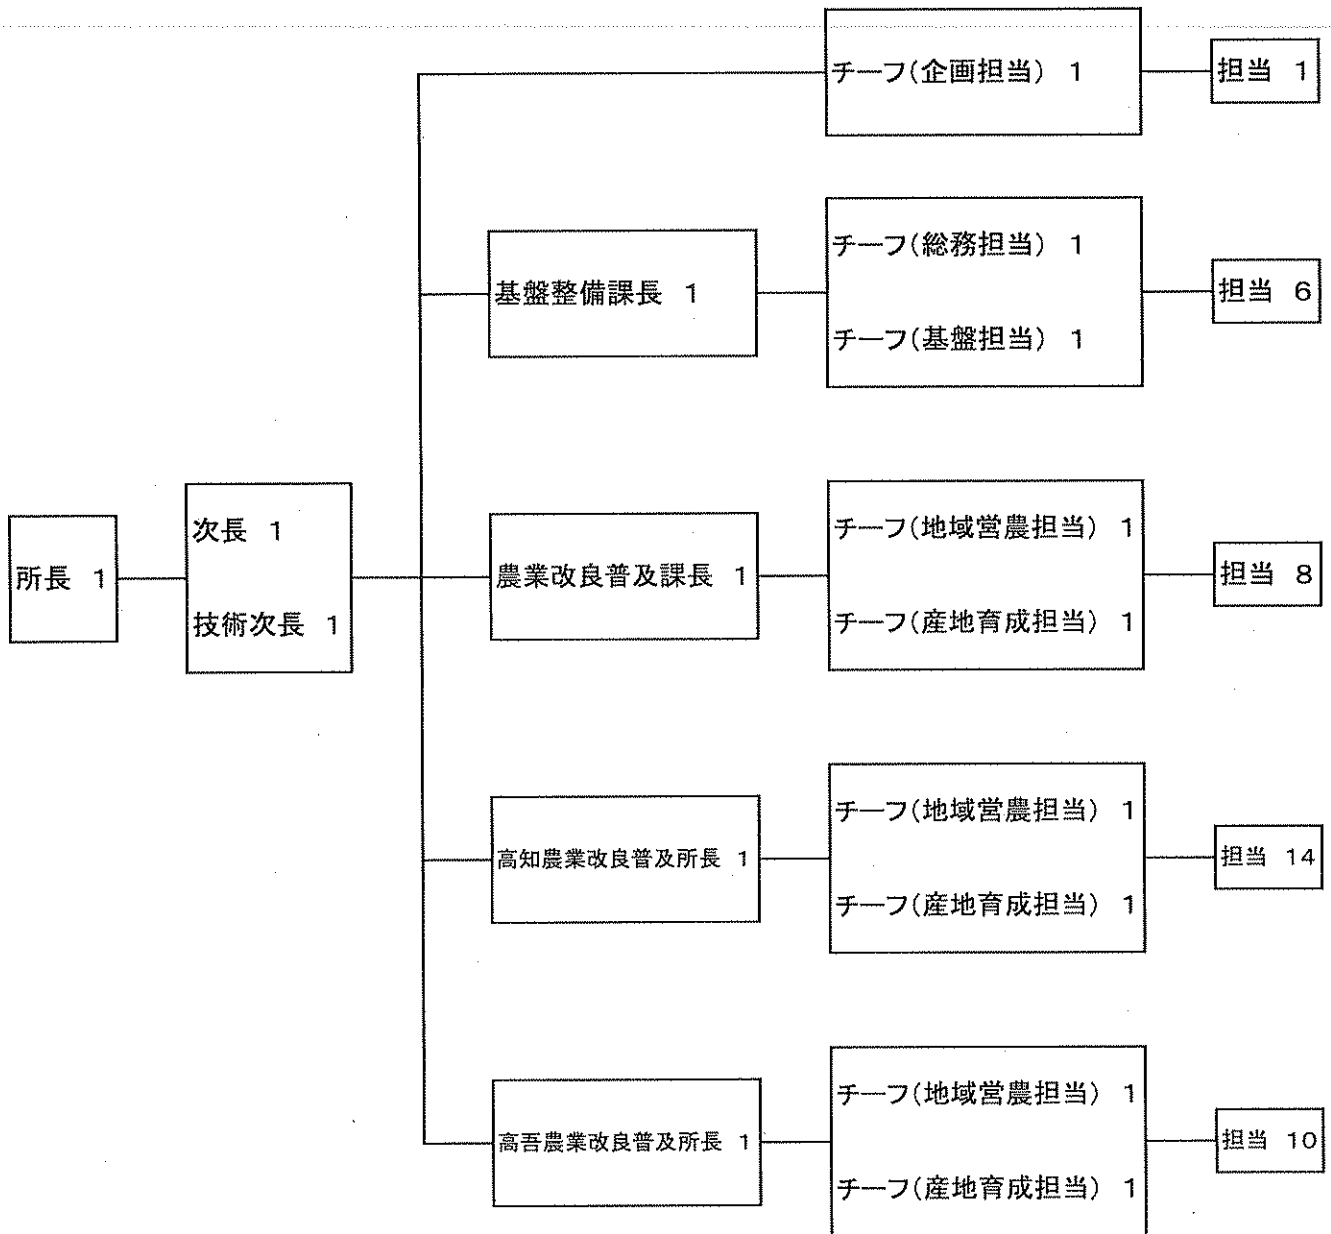 チーフ(企画担当) 1
担当 1
基盤整備課長 1
チーフ(総務担当) 1
チーフ(基盤担当) 1
担当 6
所長 1
次長 1
技術次長 1
農業改良普及課長 1
チーフ(地域営農担当) 1
チーフ(産地育成担当) 1
担当 8
高知農業改良普及所長 1
チーフ(地域営農担当) 1
チーフ(産地育成担当) 1
担当 14
高吾農業改良普及所長 1
チーフ(地域営農担当) 1
チーフ(産地育成担当) 1
担当 10